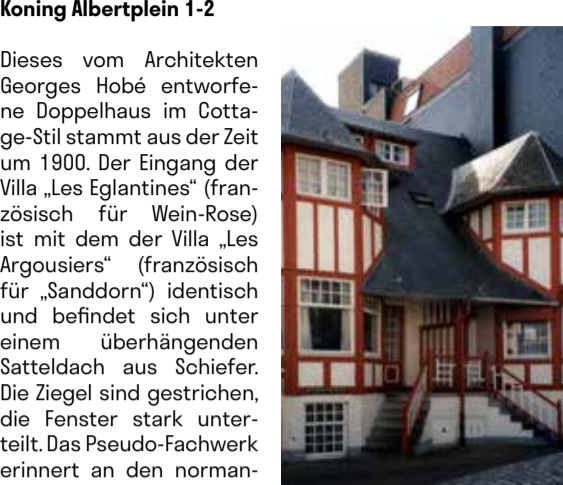 Koning Albertplein 1-2
Dieses vom Architekten
Georges Hobé entworfe-
ne Doppelhaus im Cotta-
ge-Stil stammt aus der Zeit
um 1900. Der Eingang der
Villa „Les Eglantines“ (fran-
zösisch für Wein-Rose)
ist mit dem der Villa „Les
Argousiers“ (französisch
für „Sanddorn“) identisch
und befindet sich unter
einem überhängenden
Satteldach aus Schiefer.
Die Ziegel sind gestrichen,
die Fenster stark unter-
teilt. Das Pseudo-Fachwerk
erinnert an den norman-